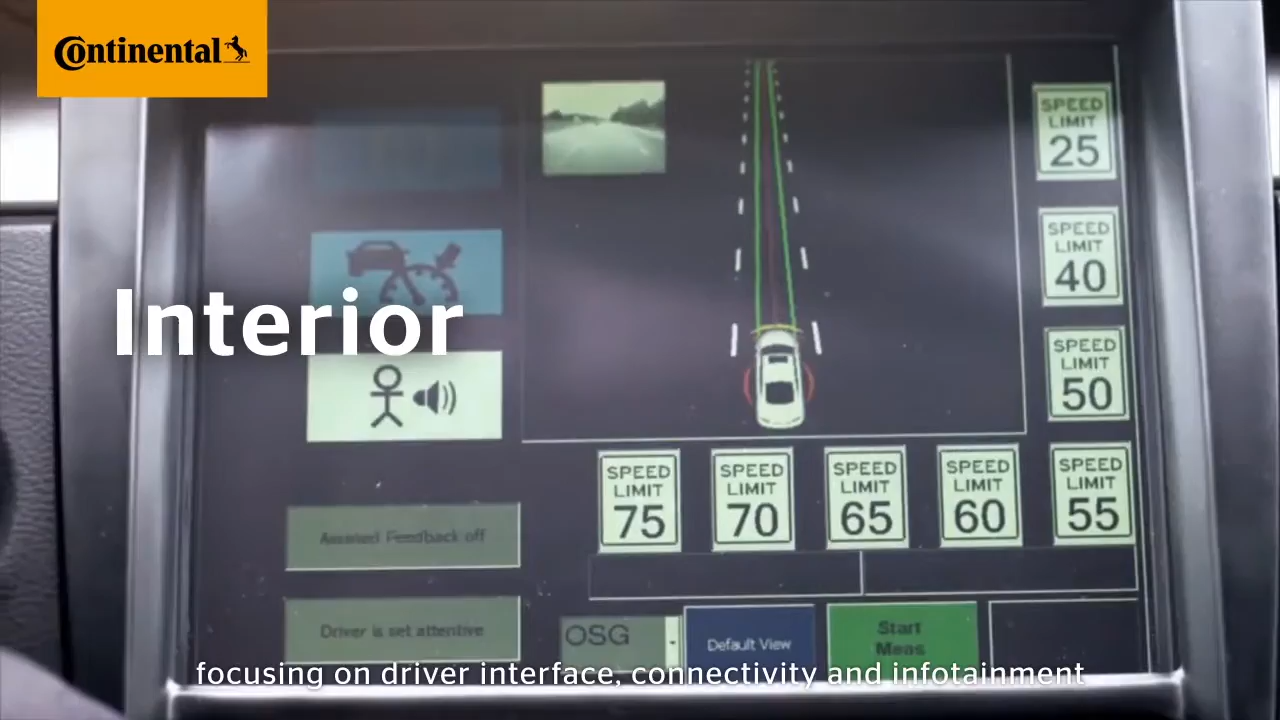 Continental
SPEED
LIMIT
25
SPEED
LIMIT
40
Interior
SPEED
LIMIT
50
SPEED
LIMIT
75
SPEED
LIMIT
70
SPEED
LIMIT
65
SPEED
LIMIT
60
SPEED
LIMIT
55
Feedback off
Driver is set attentive
OSG
Default View
Start
Meas
focusing on driver interface, connectivity and infotainment